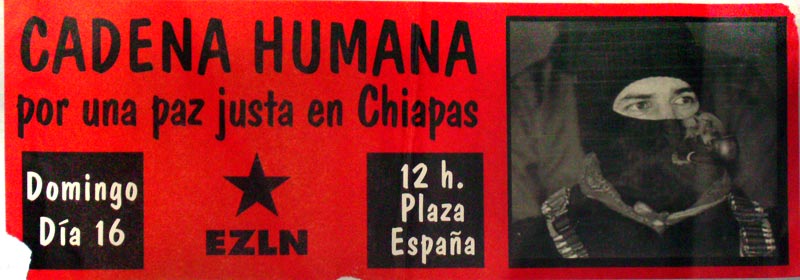 CADENA HUMANA
por una paz justa en Chiapas
Domingo
Día 16
EZLN
12 h.
Plaza
España